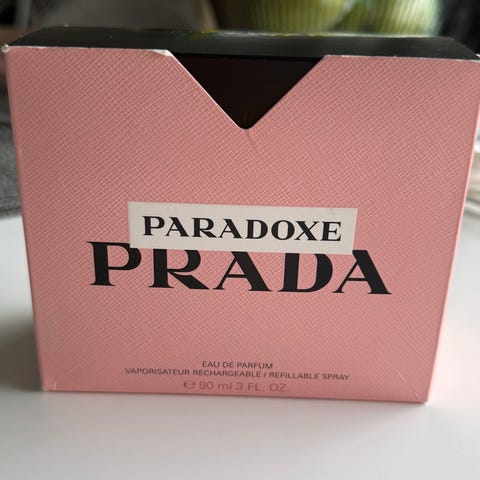 PARADOXE
PRADA
EAU DE PARFUM
VAPORISATEUR RECHARGEABLE / REFILLABLE SPRAY
℮ 90 ml 3 FL. OZ.